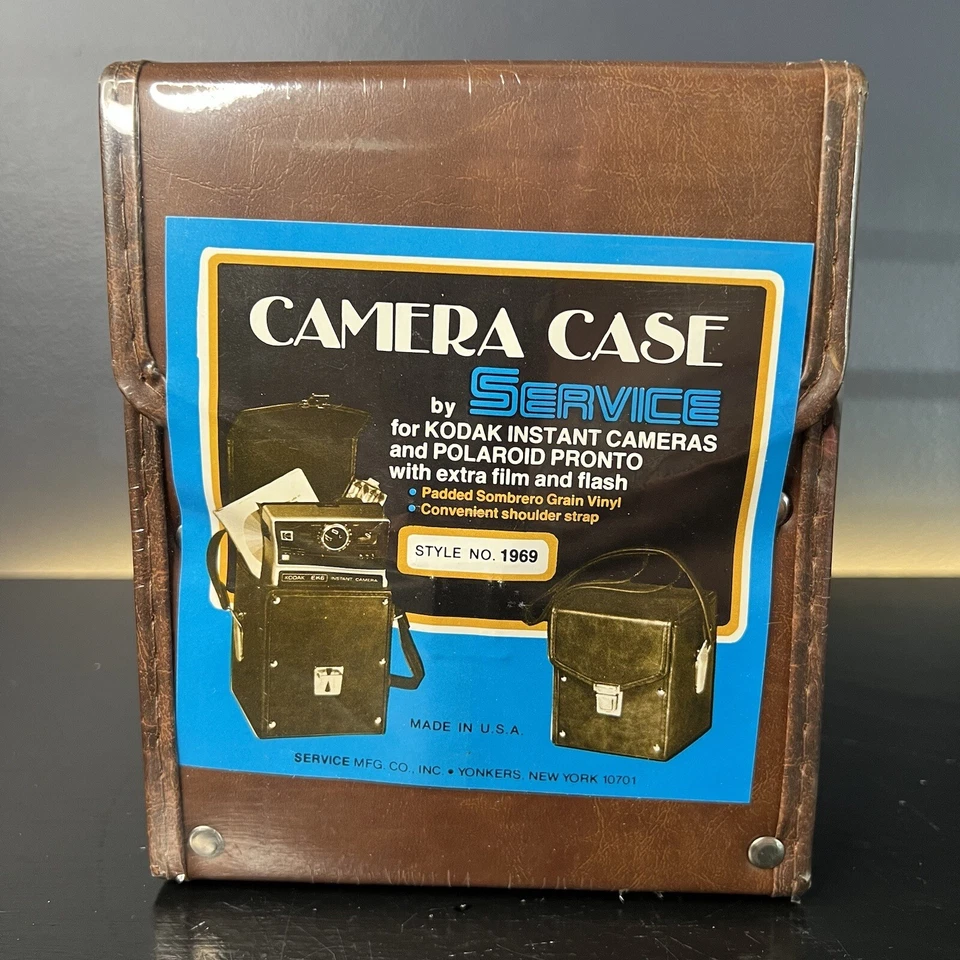 CAMERA CASE
by SERVICE
for KODAK INSTANT CAMERAS
and POLAROID PRONTO
with extra film and flash
• Padded Sombrero Grain Vinyl
• Convenient shoulder strap
STYLE NO. 1969
KODAK EK6 INSTANT CAMERA
MADE IN U.S.A.
SERVICE MFG. CO., INC. • YONKERS, NEW YORK 10701